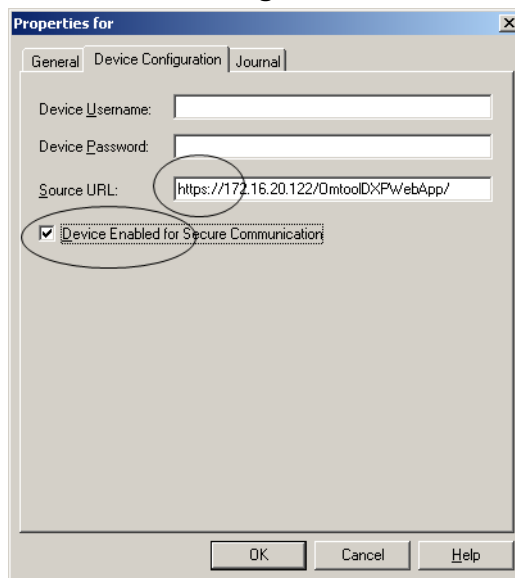 Properties for
General Device Configuration Journal
Device Username:
Device Password:
Source URL: https://172.16.20.122/OmtoolDXPWebApp/
Device Enabled for Secure Communication
OK Cancel Help